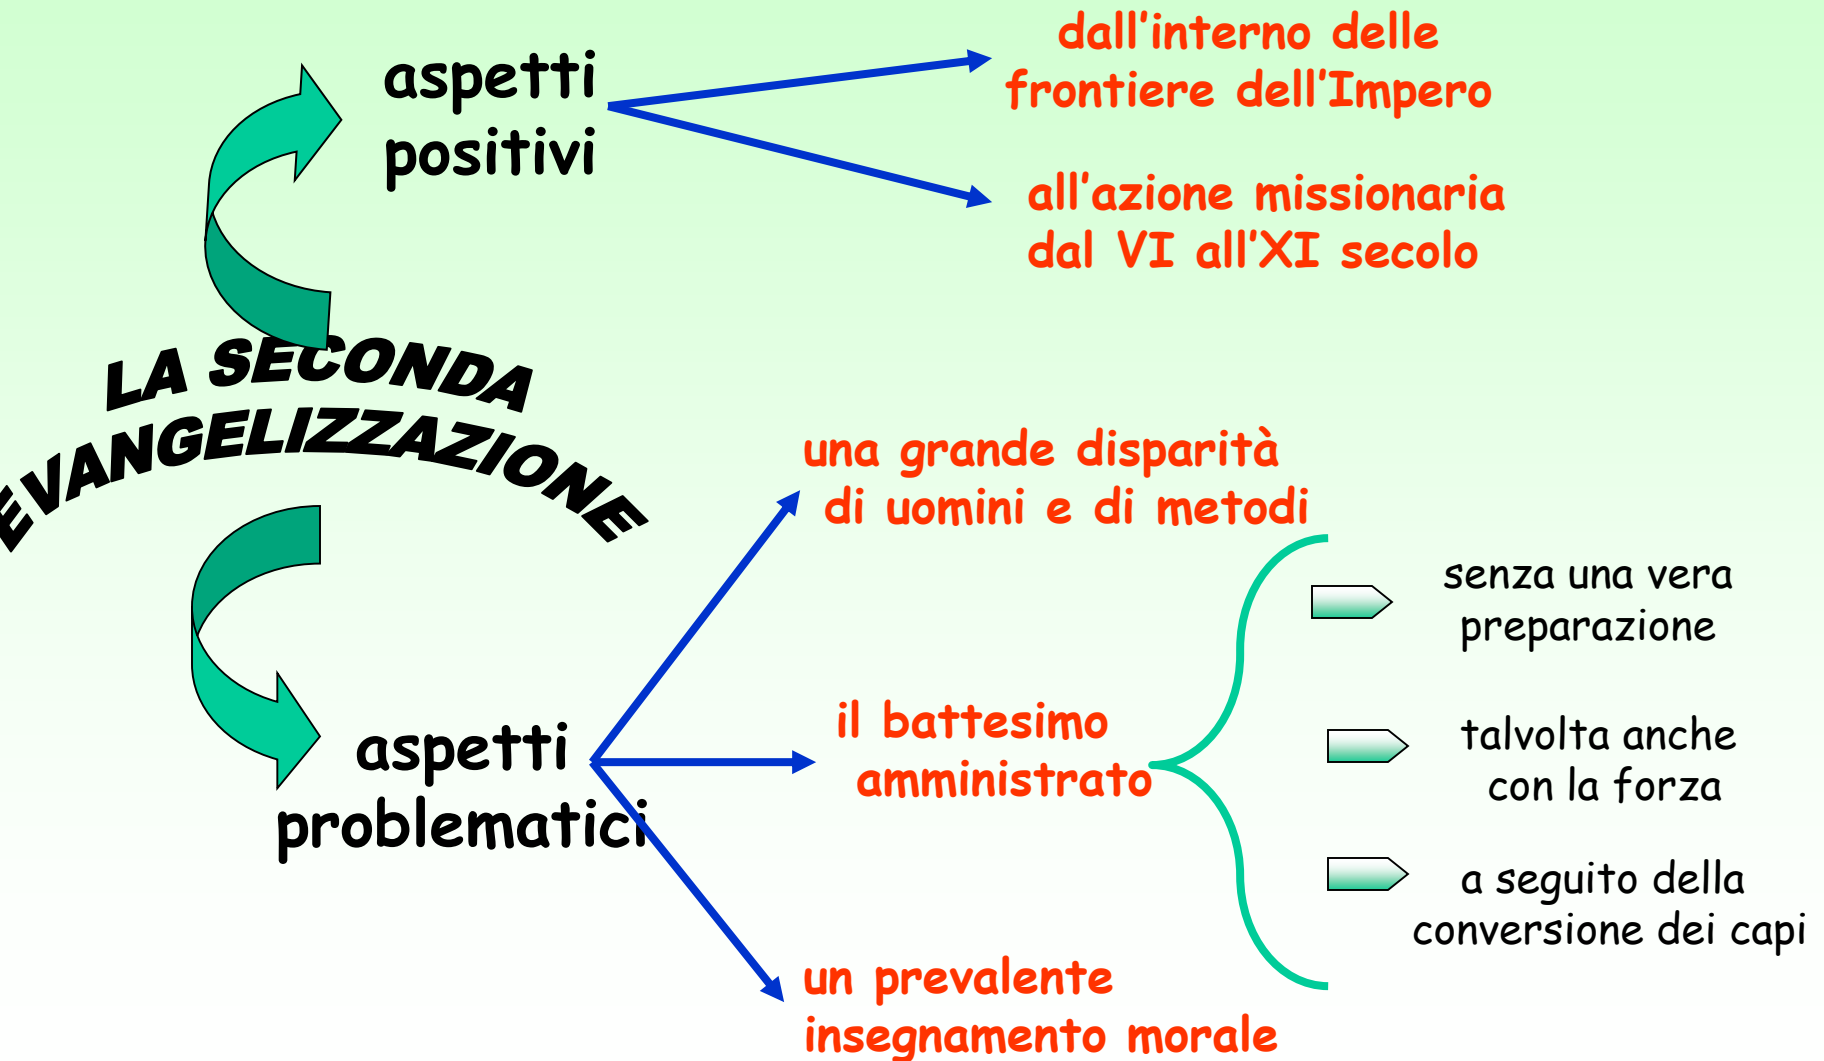 aspetti
positivi
dall'interno delle
frontiere dell'Impero
all'azione missionaria
dal VI all'XI secolo
LA SECONDA
EVANGELIZZAZIONE
aspetti
problematici
una grande disparità
di uomini e di metodi
il battesimo
amministrato
senza una vera
preparazione
talvolta anche
con la forza
a seguito della
conversione dei capi
un prevalente
insegnamento morale